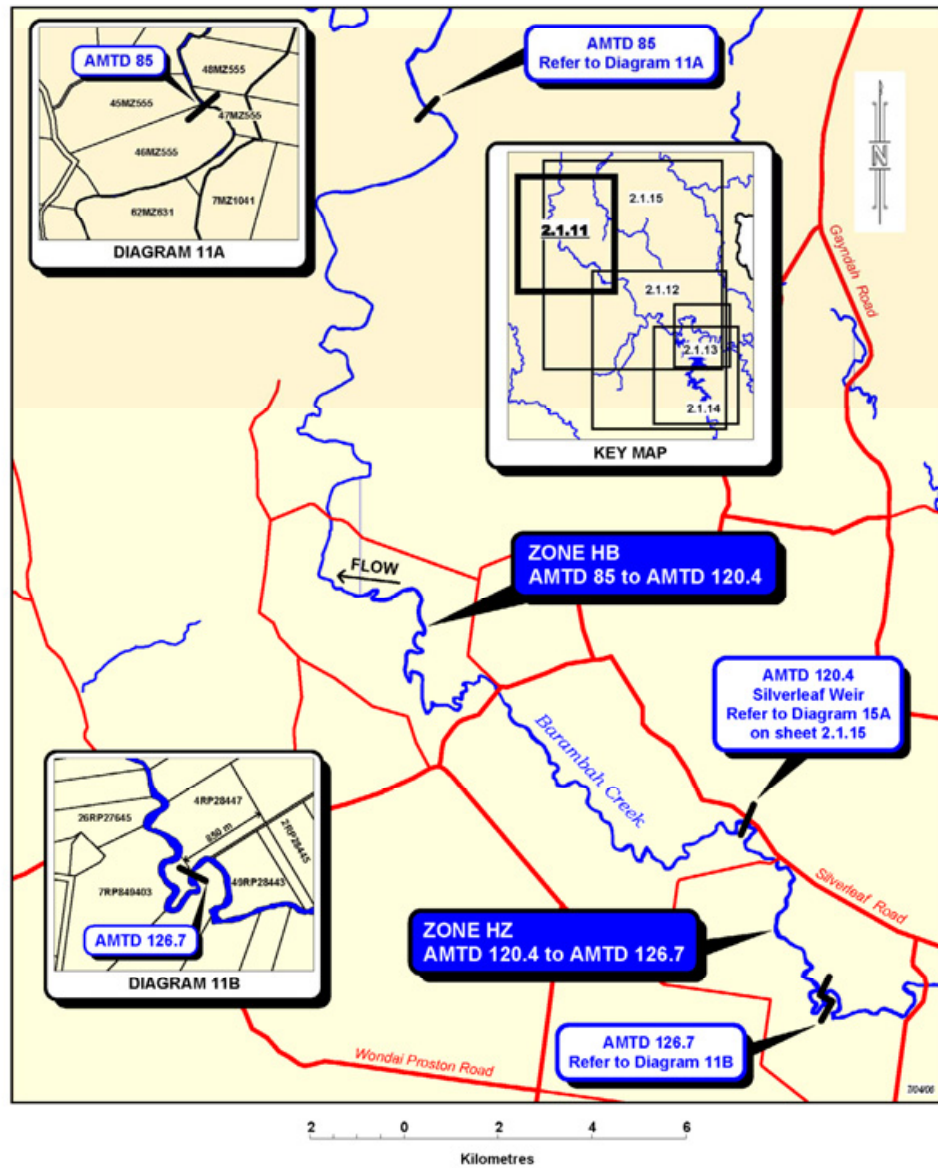 AMTD 85
48MZ555
45MZ555
47MZ555
46MZ555
62MZ631
7MZ1041
DIAGRAM 11A
AMTD 85
Refer to Diagram 11A
N
2.1.15
2.1.11
2.1.12
2.1.13
2.1.14
KEY MAP
Gayndah Road
ZONE HB
AMTD 85 to AMTD 120.4
FLOW
AMTD 120.4
Silverleaf Weir
Refer to Diagram 15A
on sheet 2.1.15
Barambah Creek
4RP28447
26RP27645
850 m
2RP28445
7RP849403
49RP28443
AMTD 126.7
DIAGRAM 11B
Silverleaf Road
ZONE HZ
AMTD 120.4 to AMTD 126.7
AMTD 126.7
Refer to Diagram 11B
Wondai Proston Road
7/04/06
2 0 2 4 6
Kilometres